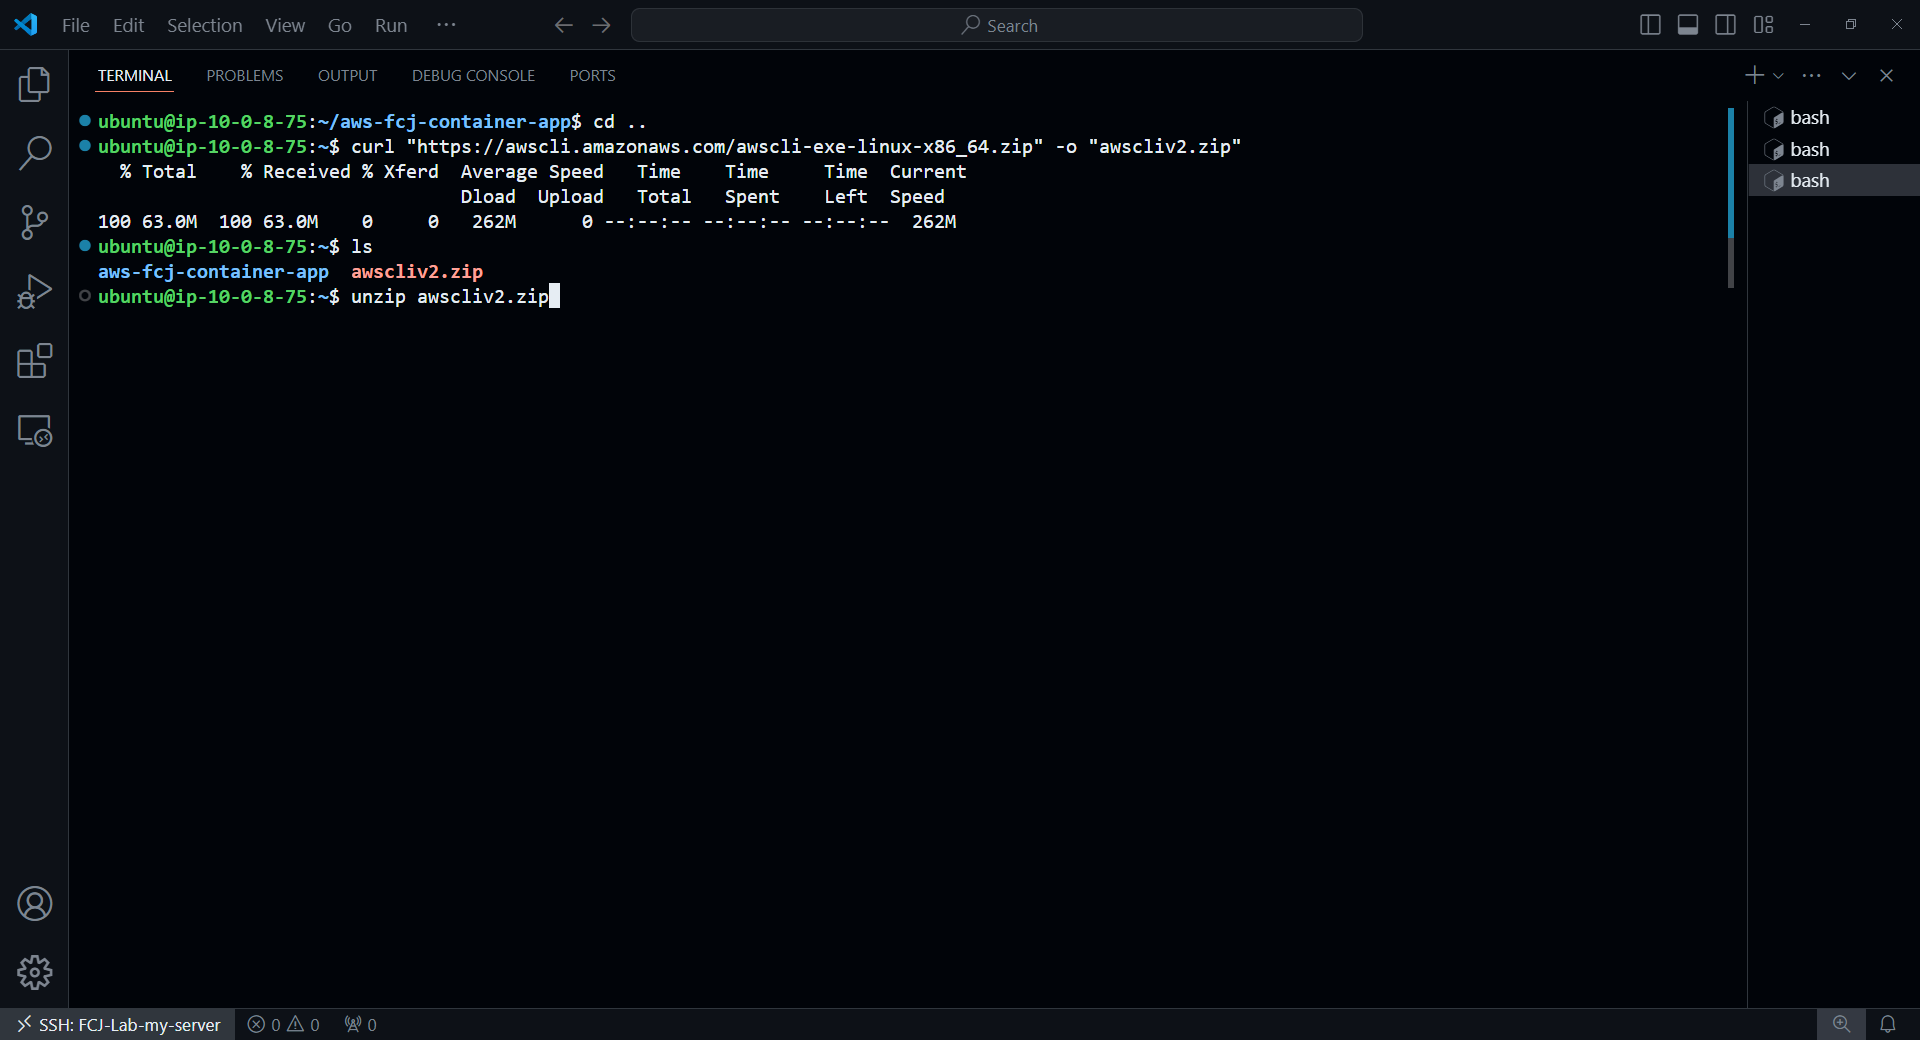 File Edit Selection View Go Run ··· Search
TERMINAL PROBLEMS OUTPUT DEBUG CONSOLE PORTS
ubuntu@ip-10-0-8-75:~/aws-fcj-container-app$ cd ..
ubuntu@ip-10-0-8-75:~$ curl "https://awscli.amazonaws.com/awscli-exe-linux-x86_64.zip" -o "awscliv2.zip"
% Total % Received % Xferd Average Speed Time Time Time Current
Dload Upload Total Spent Left Speed
100 63.0M 100 63.0M 0 0 262M 0 --:--:-- --:--:-- --:--:-- 262M
ubuntu@ip-10-0-8-75:~$ ls
aws-fcj-container-app awscliv2.zip
ubuntu@ip-10-0-8-75:~$ unzip awscliv2.zip
bash
bash
bash
SSH: FCJ-Lab-my-server 0 0 0